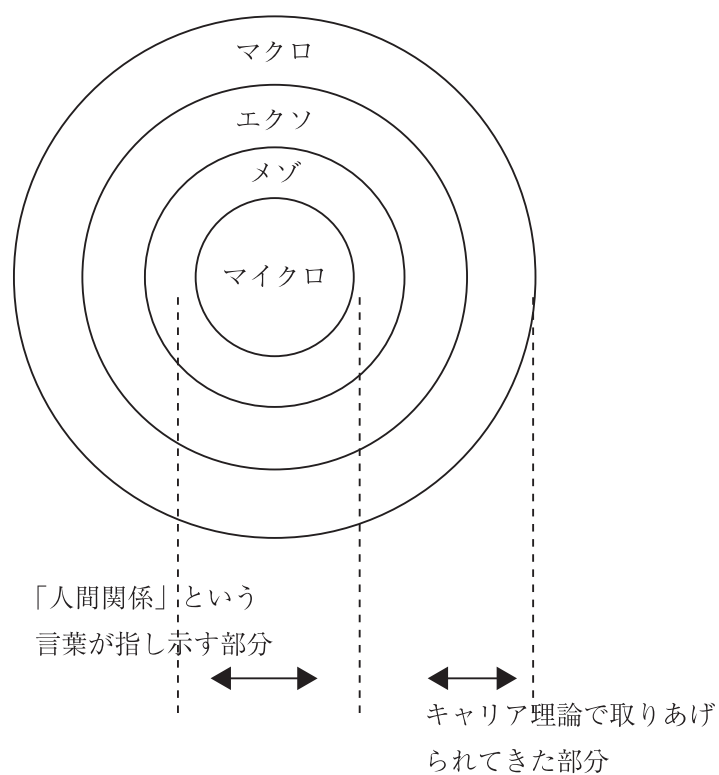 マクロ
エクソ
メゾ
マイクロ
「人間関係」という
言葉が指し示す部分
キャリア理論で取りあげ
られてきた部分